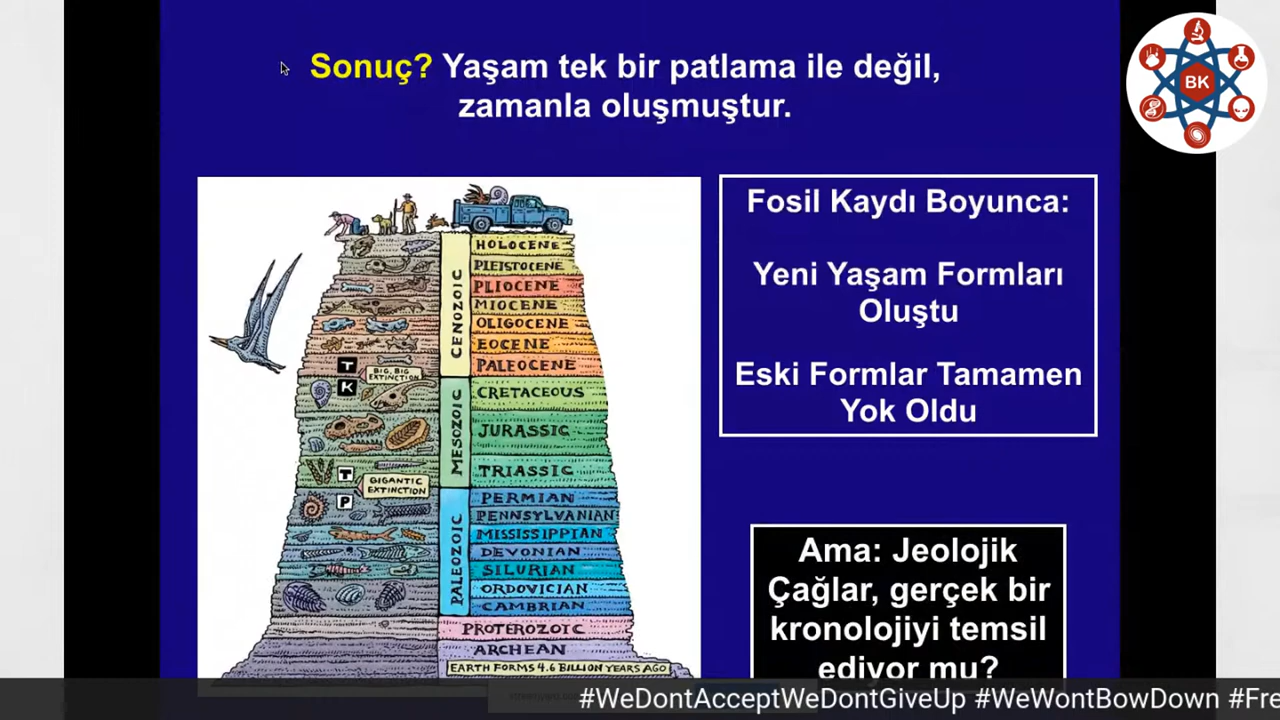 Sonuç? Yaşam tek bir patlama ile değil,
zamanla oluşmuştur.
BK
Fosil Kaydı Boyunca:
Yeni Yaşam Formları
Oluştu
Eski Formlar Tamamen
Yok Oldu
CENOZOIC
HOLOCENE
PLEISTOCENE
PLIOCENE
MIOCENE
OLIGOCENE
EOCENE
PALEOCENE
T
BIG, BIG
EXTINCTION
K
MESOZOIC
CRETACEOUS
JURASSIC
TRIASSIC
T
GIGANTIC
EXTINCTION
P
PALEOZOIC
PERMIAN
PENNSYLVANIAN
MISSISSIPPIAN
DEVONIAN
SILURIAN
ORDOVICIAN
CAMBRIAN
PROTEROZOIC
ARCHEAN
EARTH FORMS 4.6 BILLION YEARS AGO
Ama: Jeolojik
Çağlar, gerçek bir
kronolojiyi temsil
ediyor mu?
#WeDontAcceptWeDontGiveUp #WeWontBowDown #Fre